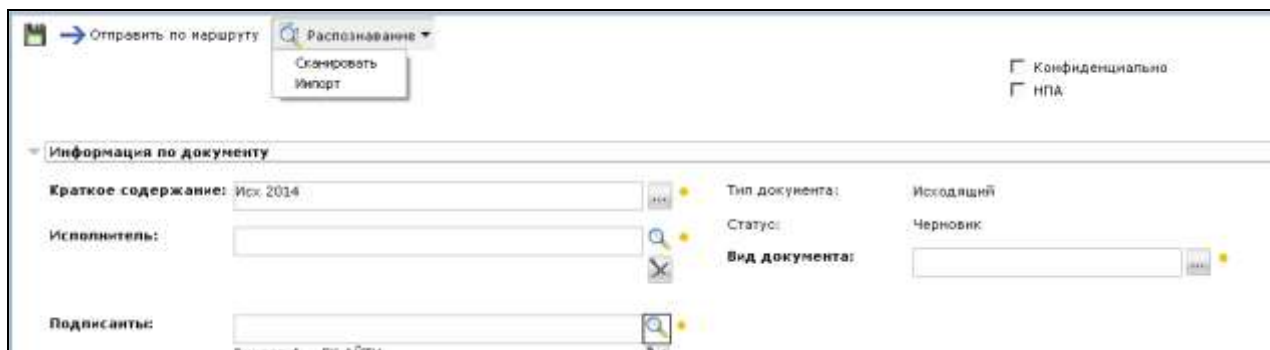 Отправить по маршруту Распознавание
Сканировать
Импорт
Конфиденциально
НПА
Информация по документу
Краткое содержание: Исх 2014
Тип документа: Исходящий
Исполнитель:
Статус: Черновик
Вид документа:
Подписанты: